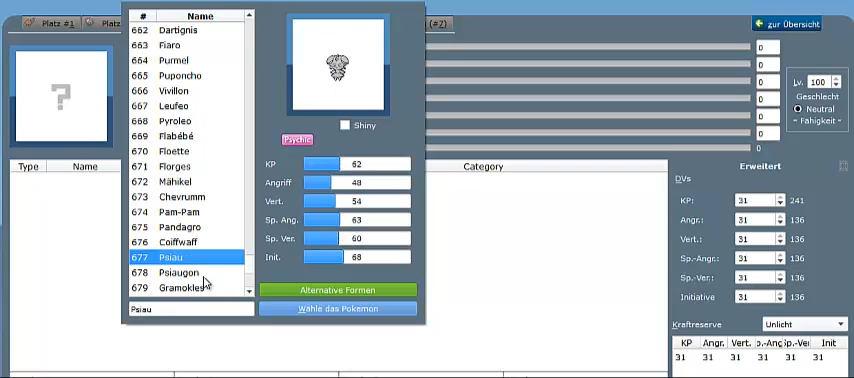 Platz #1
Platz
(#7)
zur Übersicht
# Name
662 Dartignis
663 Fiaro
664 Purmel
665 Puponcho
666 Vivillon
667 Leufeo
668 Pyroleo
669 Flabébé
670 Floette
671 Florges
672 Mähikel
673 Chevrumm
674 Pam-Pam
675 Pandagro
676 Coiffwaff
677 Psiau
678 Psiaugon
679 Gramokles
Psiau
?
Shiny
Psychic
KP 62
Angriff 48
Vert. 54
Sp. Ang. 63
Sp. Ver. 60
Init. 68
Alternative Formen
Wähle das Pokemon
0
0
0
0
0
0
0
Lv. 100
Geschlecht
Neutral
- Fähigkeit -
Type Name Category
Erweitert
DVs
KP: 31 241
Angr.: 31 136
Vert.: 31 136
Sp.-Angr.: 31 136
Sp.-Ver.: 31 136
Initiative 31 136
Kraftreserve Unlicht
KP Angr. Vert. Init
31 31 31 31 31 31